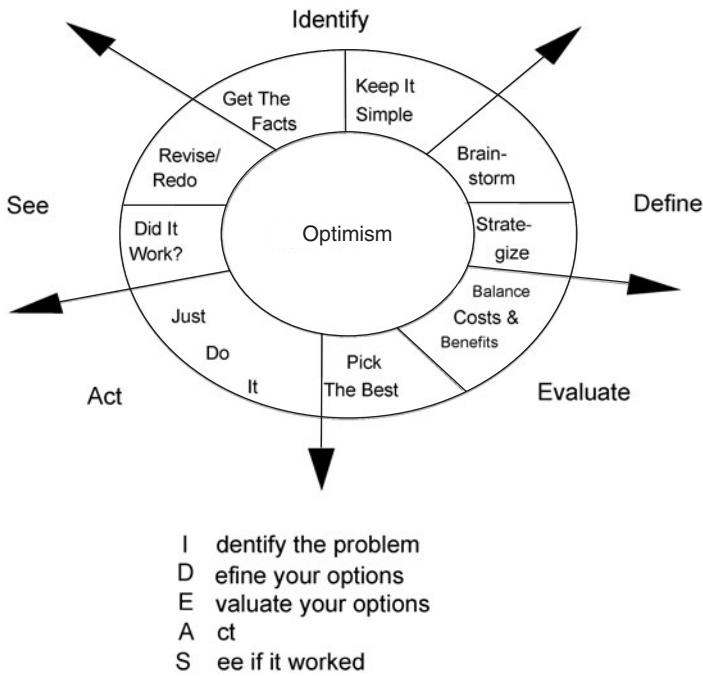 Identify
Get The
Facts
Keep It
Simple
Revise/
Redo
Brain-
storm
See
Define
Did It
Work?
Optimism
Strate-
gize
Balance
Costs &
Benefits
Just
Do
It
Pick
The Best
Act
Evaluate
I dentify the problem
D efine your options
E valuate your options
A ct
S ee if it worked